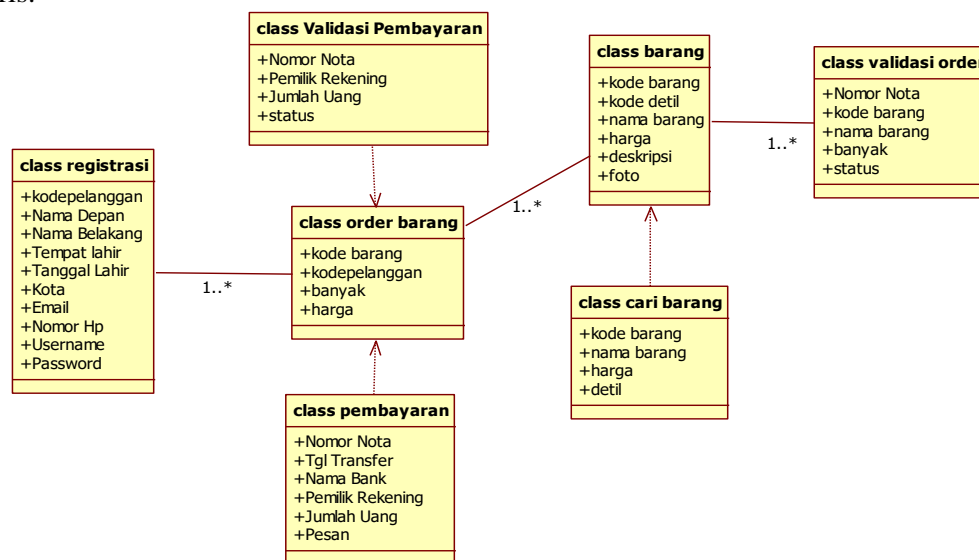 class Validasi Pembayaran
+Nomor Nota
+Pemilik Rekening
+Jumlah Uang
+status
class barang
+kode barang
+kode detil
+nama barang
+harga
+deskripsi
+foto
class validasi order
+Nomor Nota
+kode barang
+nama barang
+banyak
+status
1..*
class registrasi
+kodepelanggan
+Nama Depan
+Nama Belakang
+Tempat lahir
+Tanggal Lahir
+Kota
+Email
+Nomor Hp
+Username
+Password
1..*
class order barang
+kode barang
+kodepelanggan
+banyak
+harga
1..*
class cari barang
+kode barang
+nama barang
+harga
+detil
class pembayaran
+Nomor Nota
+Tgl Transfer
+Nama Bank
+Pemilik Rekening
+Jumlah Uang
+Pesan